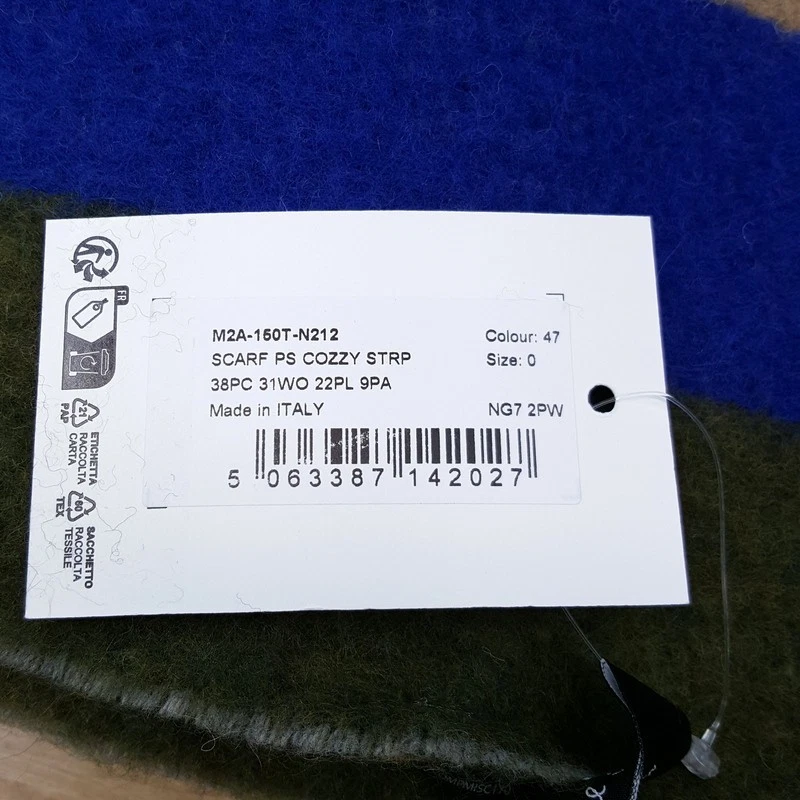 M2A-150T-N212
Colour: 47
SCARF PS COZZY STRP
Size: 0
38PC 31WO 22PL 9PA
Made in ITALY
NG7 2PW
5 063387 142027
FR
21
PAP
ETICHETTA
RACCOLTA
CARTA
60
TEX
SACCHETTO
RACCOLTA
TESSILE